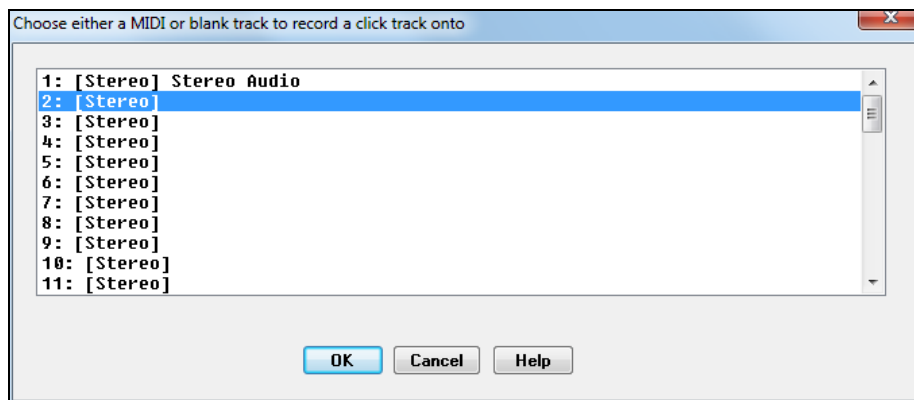 Choose either a MIDI or blank track to record a click track onto
1: [Stereo] Stereo Audio
2: [Stereo]
3: [Stereo]
4: [Stereo]
5: [Stereo]
6: [Stereo]
7: [Stereo]
8: [Stereo]
9: [Stereo]
10: [Stereo]
11: [Stereo]
OK Cancel Help